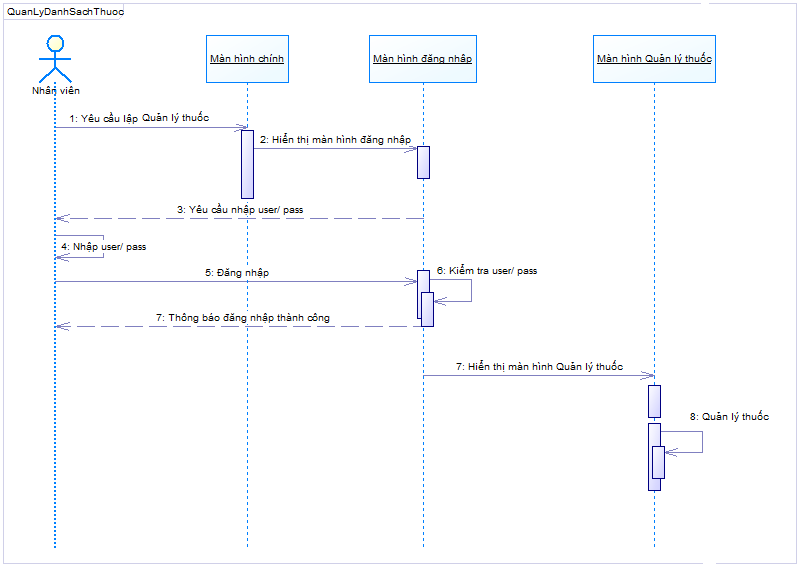 QuanLyDanhSachThuoc
Nhân viên
Màn hình chính
Màn hình đăng nhập
Màn hình Quản lý thuốc
1: Yêu cầu lập Quản lý thuốc
2: Hiển thị màn hình đăng nhập
3: Yêu cầu nhập user/ pass
4: Nhập user/ pass
5: Đăng nhập
6: Kiểm tra user/ pass
7: Thông báo đăng nhập thành công
7: Hiển thị màn hình Quản lý thuốc
8: Quản lý thuốc